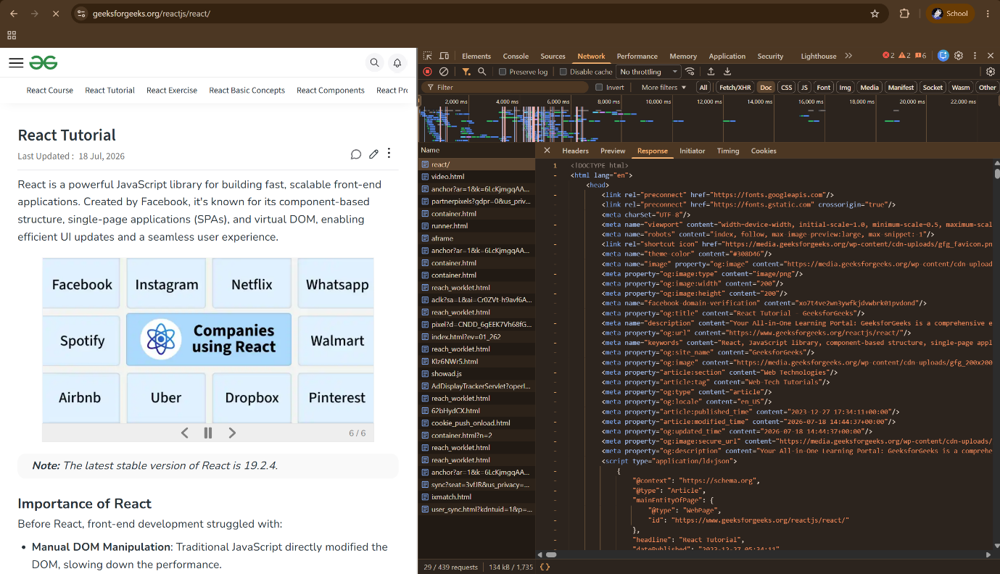 geeksforgeeks.org/reactjs/react/
School
React Course React Tutorial React Exercise React Basic Concepts React Components React Pr
React Tutorial
Last Updated : 18 Jul, 2026
React is a powerful JavaScript library for building fast, scalable front-end
applications. Created by Facebook, it's known for its component-based
structure, single-page applications (SPAs), and virtual DOM, enabling
efficient UI updates and a seamless user experience.
Facebook Instagram Netflix Whatsapp
Spotify Companies using React Walmart
Airbnb Uber Dropbox Pinterest
6 / 6
Note: The latest stable version of React is 19.2.4.
Importance of React
Before React, front-end development struggled with:
• Manual DOM Manipulation: Traditional JavaScript directly modified the
DOM, slowing down the performance.
Elements Console Sources Network Performance Memory Application Security Lighthouse 2 2 6
Preserve log Disable cache No throttling
Filter Invert More filters All Fetch/XHR Doc CSS JS Font Img Media Manifest Socket Wasm Other
2,000 ms 4,000 ms 6,000 ms 8,000 ms 10,000 ms 12,000 ms 14,000 ms 16,000 ms 18,000 ms 20,000 ms 22,000 ms
Name
react/
video.html
anchor?ar=1&k=6LcKjmgqAA...
partnerpixels?gdpr=0&us_priv...
container.html
runner.html
aframe
anchor?ar=1&k=6LcKjmgqAA...
container.html
container.html
reach_worklet.html
adk?sa=L&ai=Cr0ZVt-h9avf6A...
reach_worklet.html
pixel?d=CNDD_6gEEK7Vh68fG...
index.html?ev=01_262
reach_worklet.html
Klz6NWr5.html
showad.js
AdDisplayTrackerServlet?operI...
reach_worklet.html
62bHydCX.html
cookie_push_onload.html
container.html?n=2
reach_worklet.html
reach_worklet.html
anchor?ar=1&k=6LcKjmgqAA...
sync?seat=3vfJR&us_privacy=...
ixmatch.html
user_sync.html?kdntuid=1&p=...
Headers Preview Response Initiator Timing Cookies
1 <!DOCTYPE html>
- <html lang="en">
- <head>
- <link rel="preconnect" href="https://fonts.googleapis.com"/>
- <link rel="preconnect" href="https://fonts.gstatic.com" crossorigin="true"/>
- <meta charSet="UTF 8"/>
- <meta name="viewport" content="width=device-width, initial-scale=1.0, minimum-scale=0.5, maximum-scal
- <meta name="robots" content="index, follow, max image preview:large, max snippet: 1"/>
- <link rel="shortcut icon" href="https://media.geeksforgeeks.org/wp-content/cdn-uploads/gfg_favicon.pn
- <meta name="theme color" content="#308D46"/>
- <meta name="image" property="og:image" content="https://media.geeksforgeeks.org/wp content/cdn-upload
- <meta property="og:image:type" content="image/png"/>
- <meta property="og:image:width" content="200"/>
- <meta property="og:image:height" content="200"/>
- <meta name="facebook-domain-verification" content="xo7t4ve2wn3ywfkjdvwbrk01pvdond"/>
- <meta property="og:title" content="React Tutorial - GeeksforGeeks"/>
- <meta name="description" content="Your All-in-One Learning Portal: GeeksforGeeks is a comprehensive e
- <meta property="og:url" content="https://www.geeksforgeeks.org/reactjs/react/"/>
- <meta name="keywords" content="React, JavaScript library, component-based structure, single-page appl
- <meta property="og:site_name" content="GeeksforGeeks"/>
- <meta property="og:image" content="https://media.geeksforgeeks.org/wp-content/cdn-uploads/gfg_200x200
- <meta property="article:section" content="Web Technologies"/>
- <meta property="article:tag" content="Web-Tech Tutorials"/>
- <meta property="og:type" content="article"/>
- <meta property="og:locale" content="en_US"/>
- <meta property="article:published_time" content="2023-12-27 17:34:11+00:00"/>
- <meta property="article:modified_time" content="2026-07-18 14:44:37+00:00"/>
- <meta property="og:updated_time" content="2026-07-18 14:44:37+00:00"/>
- <meta property="og:image:secure_url" content="https://media.geeksforgeeks.org/wp-content/cdn-uploads/
- <meta property="og:description" content="Your All-in-One Learning Portal: GeeksforGeeks is a comprehe
- <script type="application/ld+json">
- {
- "@context": "https://schema.org",
- "@type": "Article",
- "mainEntityOfPage": {
- "@type": "WebPage",
- "id": "https://www.geeksforgeeks.org/reactjs/react/"
- },
- "headline": "React Tutorial",
- "datePublished": "2023-12-27 05:34:11",
29 / 439 requests 134 kB / 1,735 { }